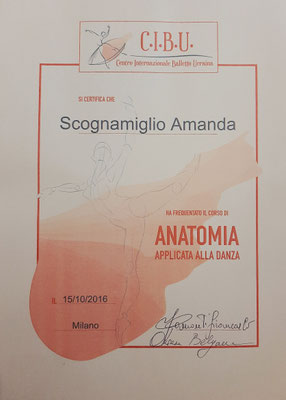 C.I.B.U.
Centro Internazionale Balletto
SI CERTIFICA CHE
Scognamiglio Amanda
HA FREQUENTATO IL CORSO DI
ANATOMIA
APPLICATA ALLA DANZA
IL 15/10/2016
Milano